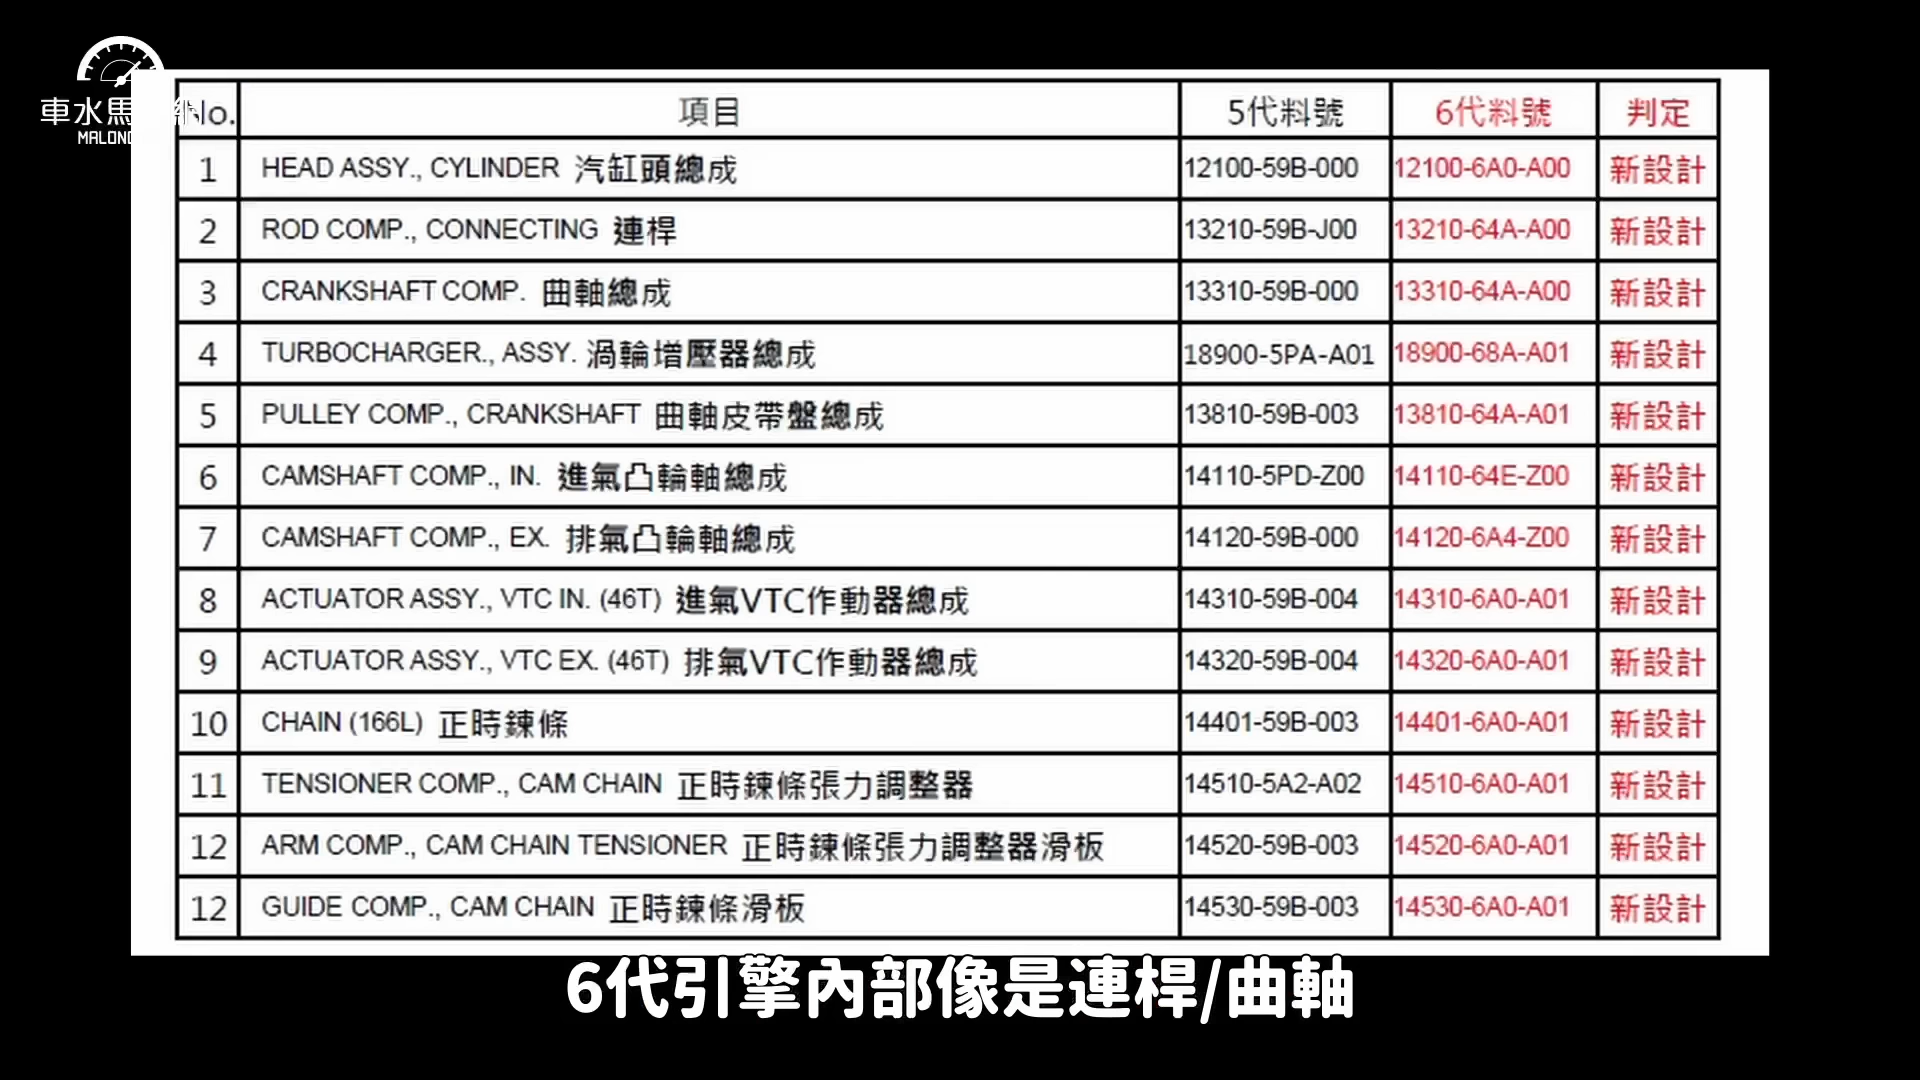 車水馬
MALON
No. 項目 5代料號 6代料號 判定
1 HEAD ASSY., CYLINDER 汽缸頭總成 12100-59B-000 12100-6A0-A00 新設計
2 ROD COMP., CONNECTING 連桿 13210-59B-J00 13210-64A-A00 新設計
3 CRANKSHAFT COMP. 曲軸總成 13310-59B-000 13310-64A-A00 新設計
4 TURBOCHARGER., ASSY. 渦輪增壓器總成 18900-5PA-A01 18900-68A-A01 新設計
5 PULLEY COMP., CRANKSHAFT 曲軸皮帶盤總成 13810-59B-003 13810-64A-A01 新設計
6 CAMSHAFT COMP., IN. 進氣凸輪軸總成 14110-5PD-Z00 14110-64E-Z00 新設計
7 CAMSHAFT COMP., EX. 排氣凸輪軸總成 14120-59B-000 14120-6A4-Z00 新設計
8 ACTUATOR ASSY., VTC IN. (46T) 進氣VTC作動器總成 14310-59B-004 14310-6A0-A01 新設計
9 ACTUATOR ASSY., VTC EX. (46T) 排氣VTC作動器總成 14320-59B-004 14320-6A0-A01 新設計
10 CHAIN (166L) 正時鍊條 14401-59B-003 14401-6A0-A01 新設計
11 TENSIONER COMP., CAM CHAIN 正時鍊條張力調整器 14510-5A2-A02 14510-6A0-A01 新設計
12 ARM COMP., CAM CHAIN TENSIONER 正時鍊條張力調整器滑板 14520-59B-003 14520-6A0-A01 新設計
12 GUIDE COMP., CAM CHAIN 正時鍊條滑板 14530-59B-003 14530-6A0-A01 新設計
6代引擎內部像是連桿/曲軸